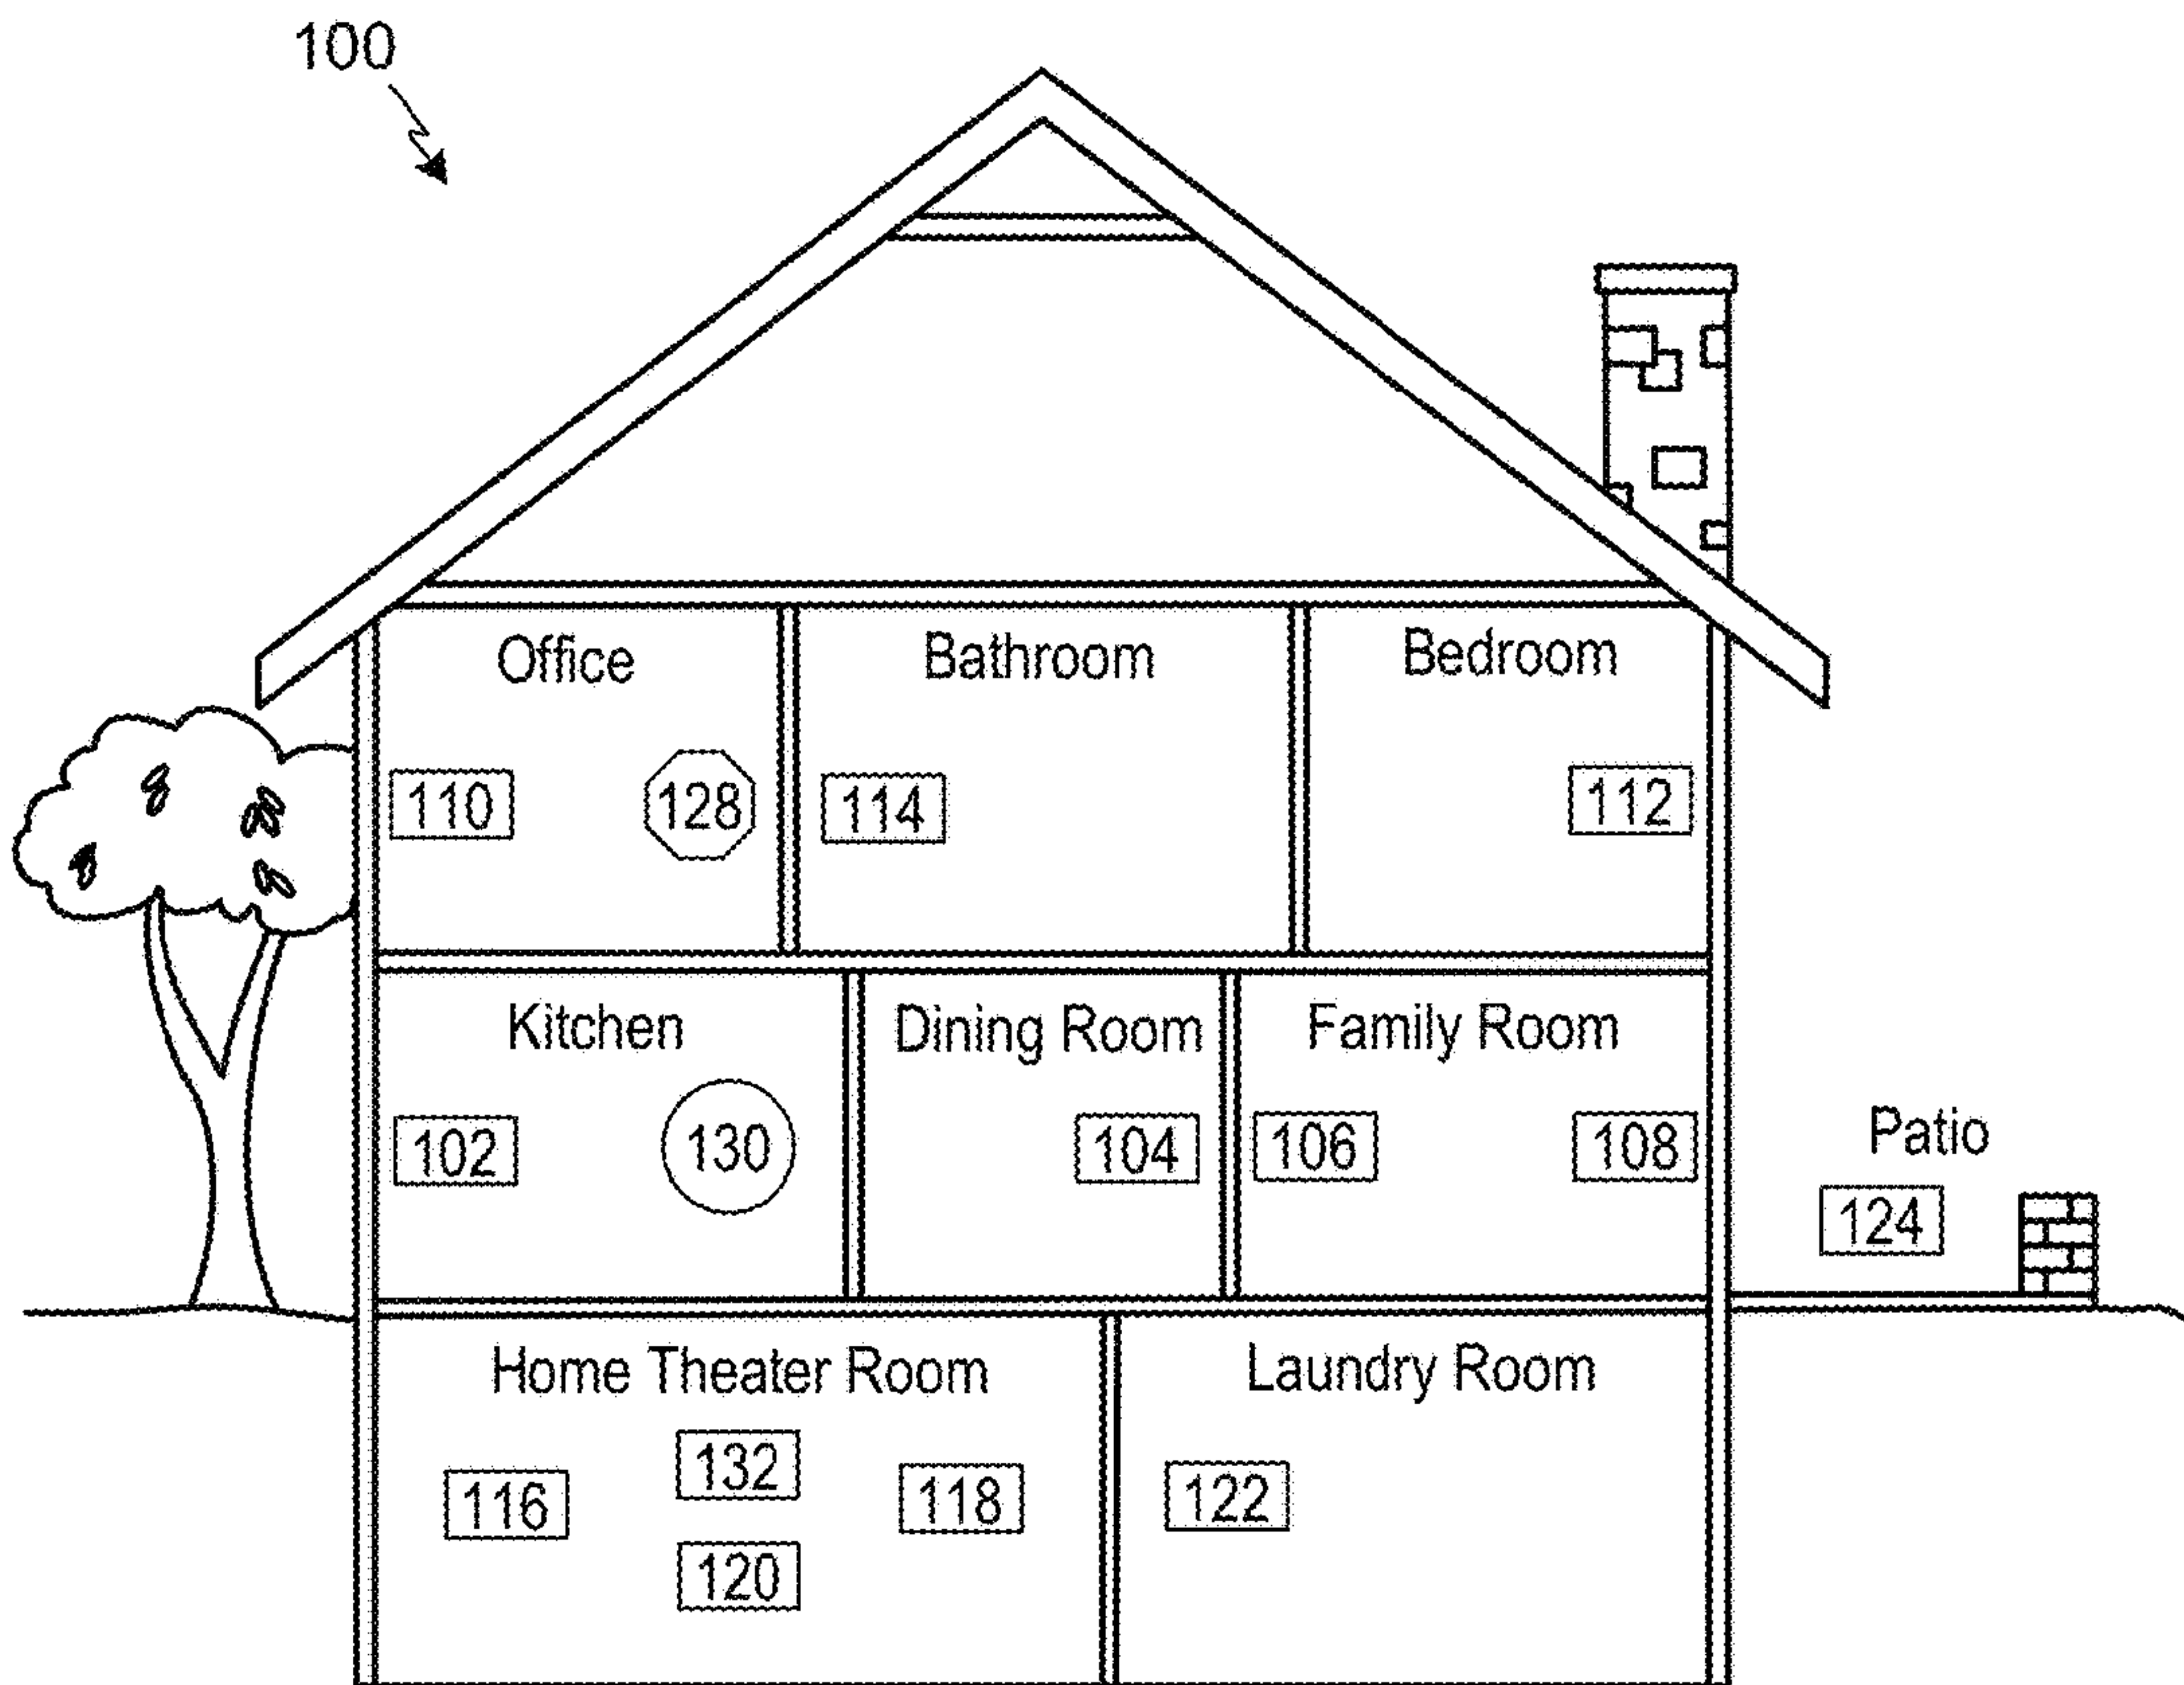 100
Office
Bathroom
Bedroom
110
128
114
112
Kitchen
Dining Room
Family Room
102
130
104
106
108
Patio
124
Home Theater Room
Laundry Room
116
132
118
120
122